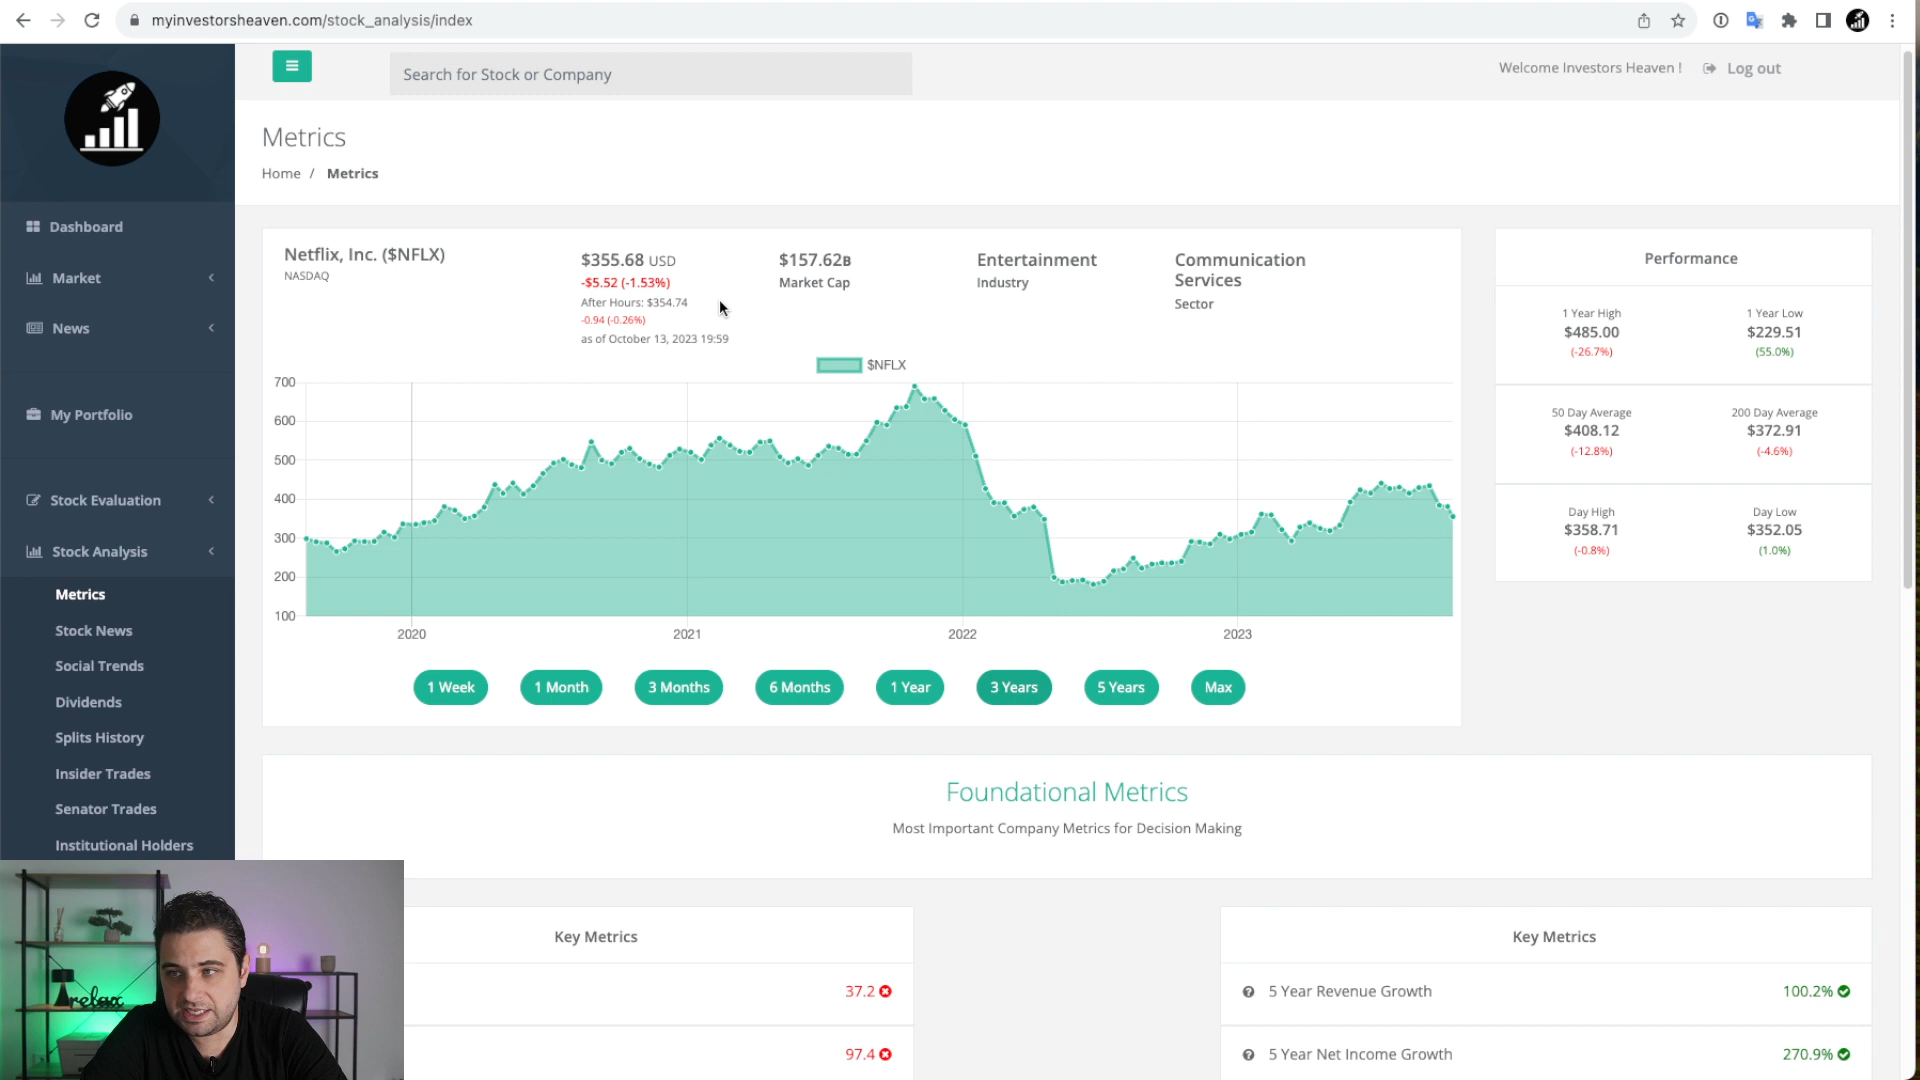 myinvestorsheaven.com/stock_analysis/index
Search for Stock or Company
Welcome Investors Heaven !
Log out
Metrics
Home / Metrics
Dashboard
Market
News
My Portfolio
Stock Evaluation
Stock Analysis
Metrics
Stock News
Social Trends
Dividends
Splits History
Insider Trades
Senator Trades
Institutional Holders
Netflix, Inc. ($NFLX)
NASDAQ
$355.68 USD
-$5.52 (-1.53%)
After Hours: $354.74
-0.94 (-0.26%)
as of October 13, 2023 19:59
$157.62B
Market Cap
Entertainment
Industry
Communication
Services
Sector
$NFLX
700
600
500
400
300
200
100
2020
2021
2022
2023
1 Week
1 Month
3 Months
6 Months
1 Year
3 Years
5 Years
Max
Performance
1 Year High
$485.00
(-26.7%)
1 Year Low
$229.51
(55.0%)
50 Day Average
$408.12
(-12.8%)
200 Day Average
$372.91
(-4.6%)
Day High
$358.71
(-0.8%)
Day Low
$352.05
(1.0%)
Foundational Metrics
Most Important Company Metrics for Decision Making
Key Metrics
37.2
97.4
Key Metrics
5 Year Revenue Growth
100.2%
5 Year Net Income Growth
270.9%
relax